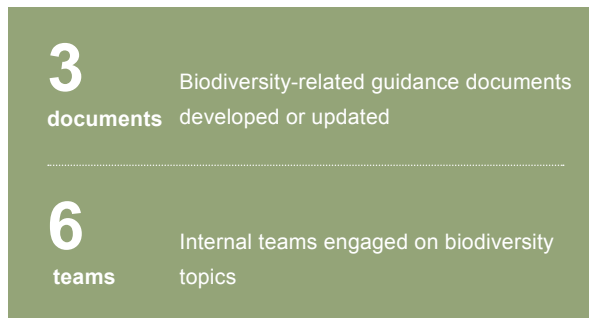 3
documents
Biodiversity-related guidance documents
developed or updated
6
teams
Internal teams engaged on biodiversity
topics